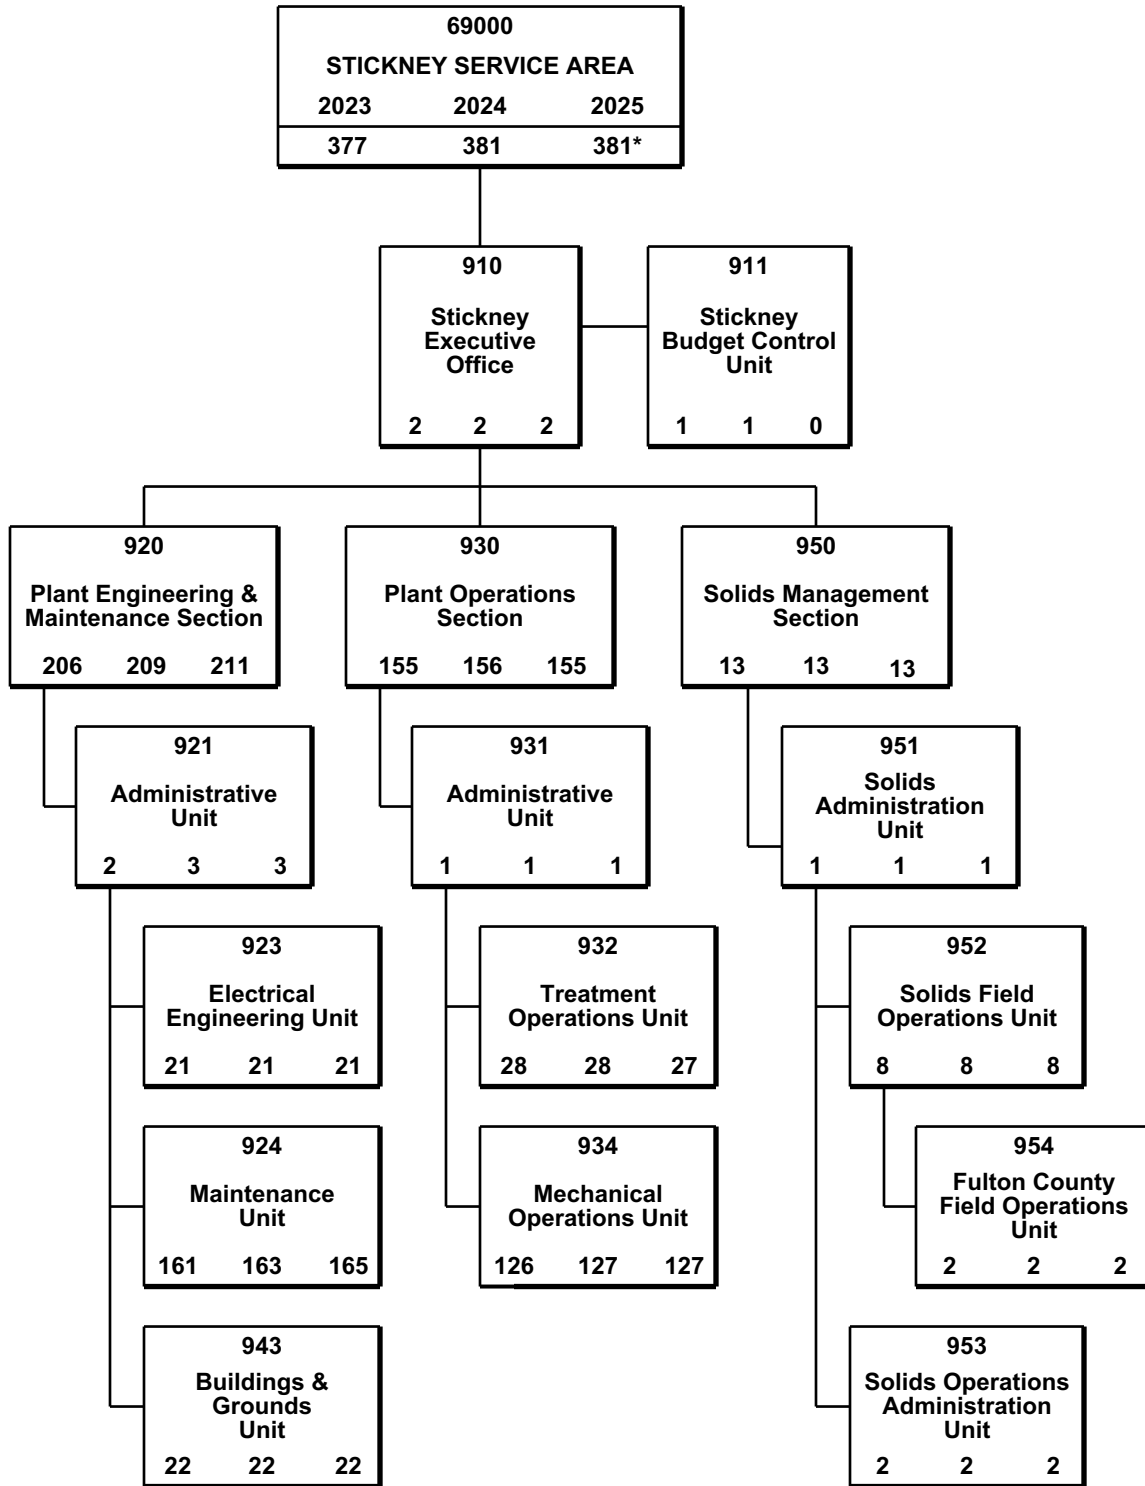 69000
STICKNEY SERVICE AREA
2023 2024 2025
377 381 381*
910
Stickney
Executive
Office
2 2 2
911
Stickney
Budget Control
Unit
1 1 0
920
Plant Engineering &
Maintenance Section
206 209 211
930
Plant Operations
Section
155 156 155
950
Solids Management
Section
13 13 13
921
Administrative
Unit
2 3 3
931
Administrative
Unit
1 1 1
951
Solids
Administration
Unit
1 1 1
923
Electrical
Engineering Unit
21 21 21
932
Treatment
Operations Unit
28 28 27
952
Solids Field
Operations Unit
8 8 8
924
Maintenance
Unit
161 163 165
934
Mechanical
Operations Unit
126 127 127
954
Fulton County
Field Operations
Unit
2 2 2
943
Buildings &
Grounds
Unit
22 22 22
953
Solids Operations
Administration
Unit
2 2 2